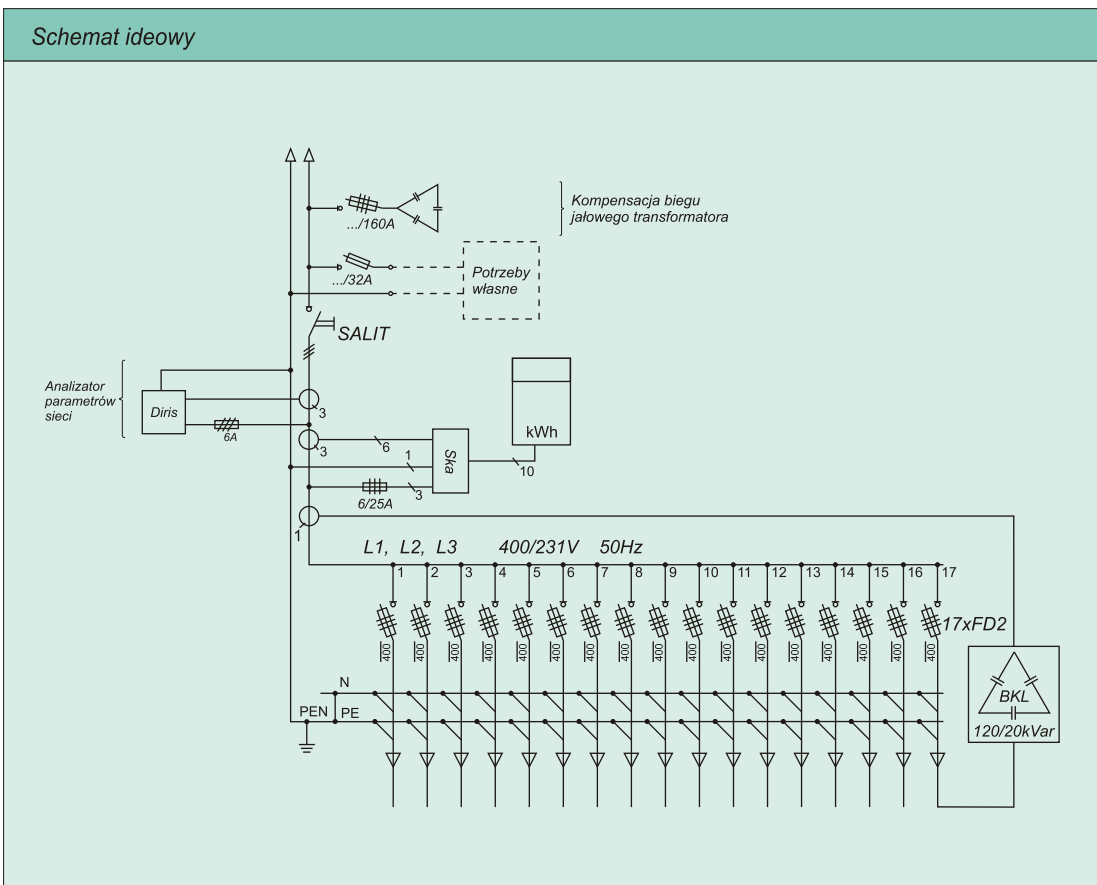 Schemat ideowy
.../160A
Kompensacja biegu
jałowego transformatora
.../32A
Potrzeby
własne
SALIT
Analizator
parametrów
sieci
Diris
3
6A
3
6
1
Ska
kWh
10
3
6/25A
1
L1, L2, L3 400/231V 50Hz
1 2 3 4 5 6 7 8 9 10 11 12 13 14 15 16 17
17xFD2
400 400 400 400 400 400 400 400 400 400 400 400 400 400 400 400 400
N
PEN PE
BKL
120/20kVar